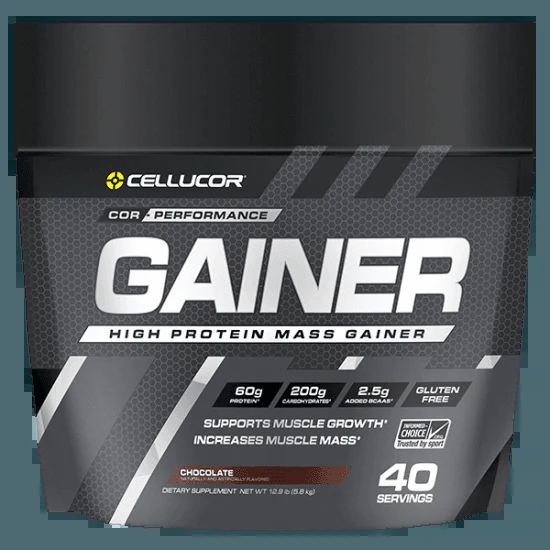 CELLUCOR
COR-PERFORMANCE
GAINER
HIGH PROTEIN MASS GAINER
60g PROTEIN* 200g CARBOHYDRATES* 2.5g ADDED BCAAS* GLUTEN FREE
SUPPORTS MUSCLE GROWTH*
INCREASES MUSCLE MASS*
INFORMED-CHOICE
Trusted by sport
CHOCOLATE
NATURALLY AND ARTIFICIALLY FLAVORED
DIETARY SUPPLEMENT NET WT 12.9 lb (5.8 kg)
40
SERVINGS